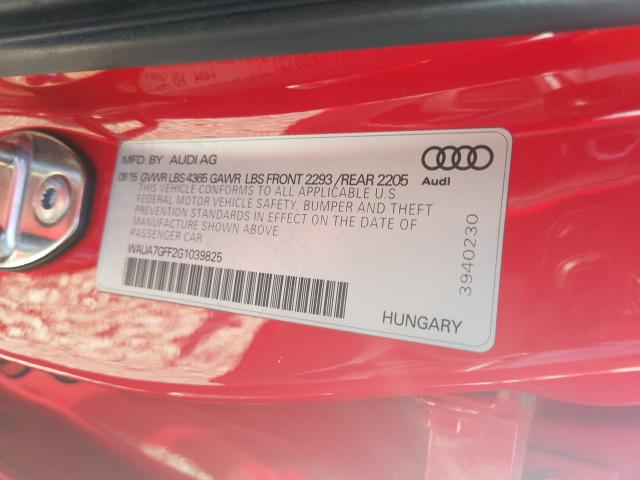 MFD. BY AUDI AG
09 15 GVWR LBS 4365 GAWR LBS FRONT 2293 /REAR 2205
THIS VEHICLE CONFORMS TO ALL APPLICABLE U.S.
FEDERAL MOTOR VEHICLE SAFETY, BUMPER AND THEFT
PREVENTION STANDARDS IN EFFECT ON THE DATE OF
MANUFACTURE SHOWN ABOVE
PASSENGER CAR
WAUA7GFF2G1039825
Audi
3940230
HUNGARY